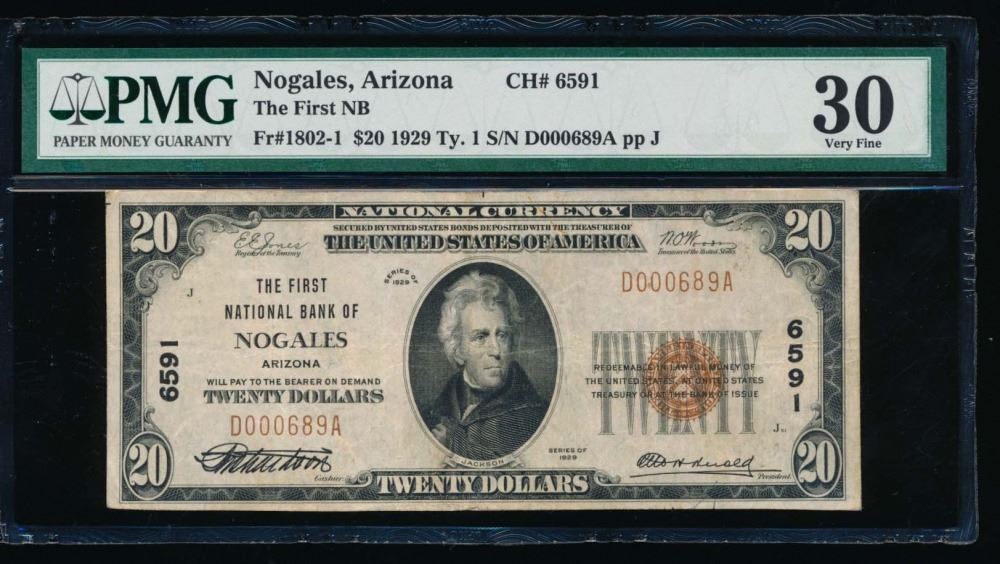 PMG
PAPER MONEY GUARANTY
Nogales, Arizona CH# 6591
The First NB
Fr#1802-1 $20 1929 Ty. 1 S/N D000689A pp J
30
Very Fine
20
NATIONAL CURRENCY
20
SECURED BY UNITED STATES BONDS DEPOSITED WITH THE TREASURER OF
THE UNITED STATES OF AMERICA
E.E. Jones
Register of the Treasury
W.O. Woods
Treasurer of the United States
J
SERIES OF
1929
D000689A
THE FIRST
NATIONAL BANK OF
NOGALES
ARIZONA
WILL PAY TO THE BEARER ON DEMAND
TWENTY DOLLARS
D000689A
6591
6591
TWENTY
REDEEMABLE IN LAWFUL MONEY OF
THE UNITED STATES AT UNITED STATES
TREASURY OR AT THE BANK OF ISSUE
J
SERIES OF
1929
JACKSON
Cashier
President
20
TWENTY DOLLARS
20